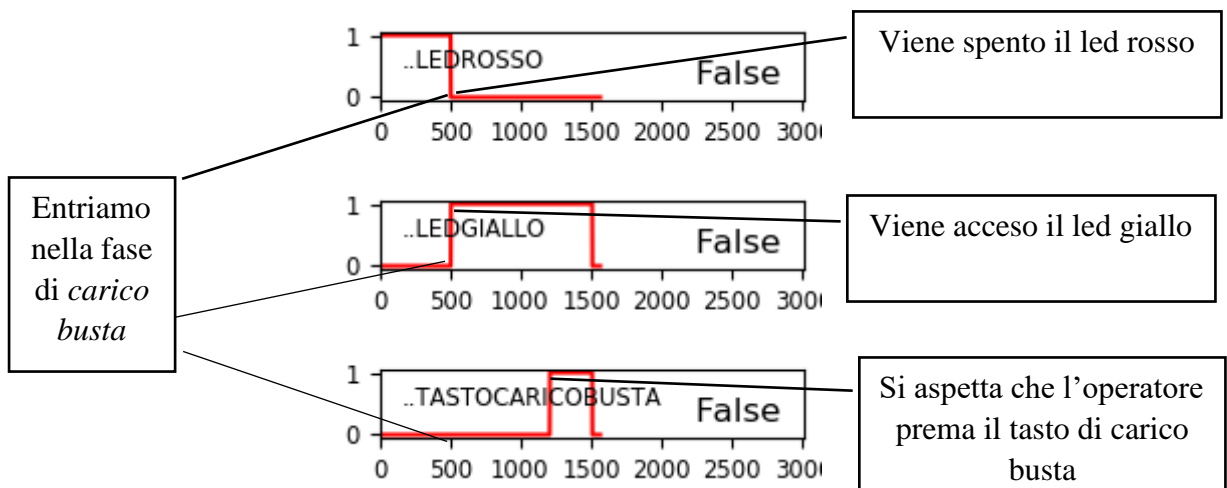 1
..LEDROSSO
False
0
0 500 1000 1500 2000 2500 300
Viene spento il led rosso
Entriamo
nella fase
di carico
busta
1
..LEDGIALLO
False
0
0 500 1000 1500 2000 2500 3000
Viene acceso il led giallo
1
..TASTOCARICOBUSTA
False
0
0 500 1000 1500 2000 2500 3000
Si aspetta che l’operatore
prema il tasto di carico
busta